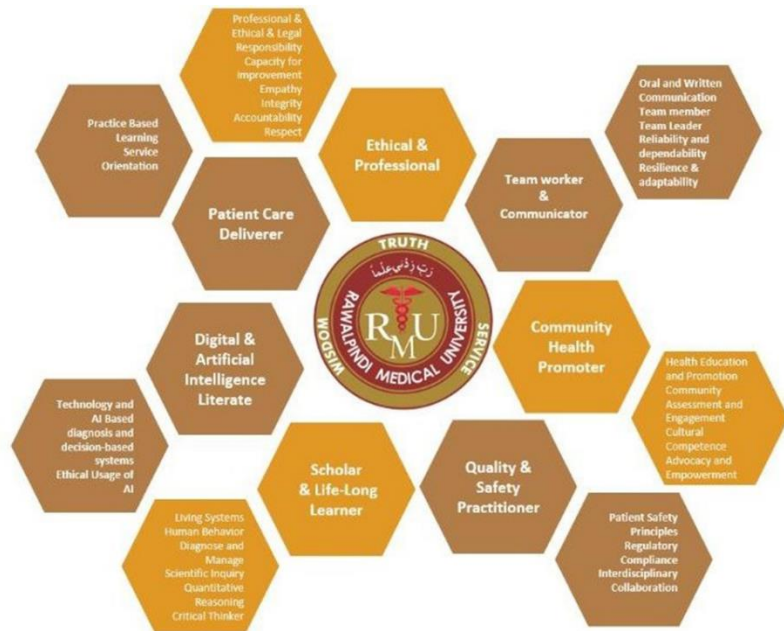 Professional &
Ethical & Legal
Responsibility
Capacity for
improvement
Empathy
Integrity
Accountability
Respect
Ethical &
Professional
Oral and Written
Communication
Team member
Team Leader
Reliability and
dependability
Resilience &
adaptability
Practice Based
Learning
Service
Orientation
Patient Care
Deliverer
Team worker
&
Communicator
TRUTH
WISDOM
SERVICE
رَبِّ زِدْنِي عِلْماً
RMU
RAWALPINDI MEDICAL UNIVERSITY
Digital &
Artificial
Intelligence
Literate
Community
Health
Promoter
Technology and
AI Based
diagnosis and
decision-based
systems
Ethical Usage of
AI
Health Education
and Promotion
Community
Assessment and
Engagement
Cultural
Competence
Advocacy and
Empowerment
Scholar
& Life-Long
Learner
Quality &
Safety
Practitioner
Living Systems
Human Behavior
Diagnose and
Manage
Scientific Inquiry
Quantitative
Reasoning
Critical Thinker
Patient Safety
Principles
Regulatory
Compliance
Interdisciplinary
Collaboration